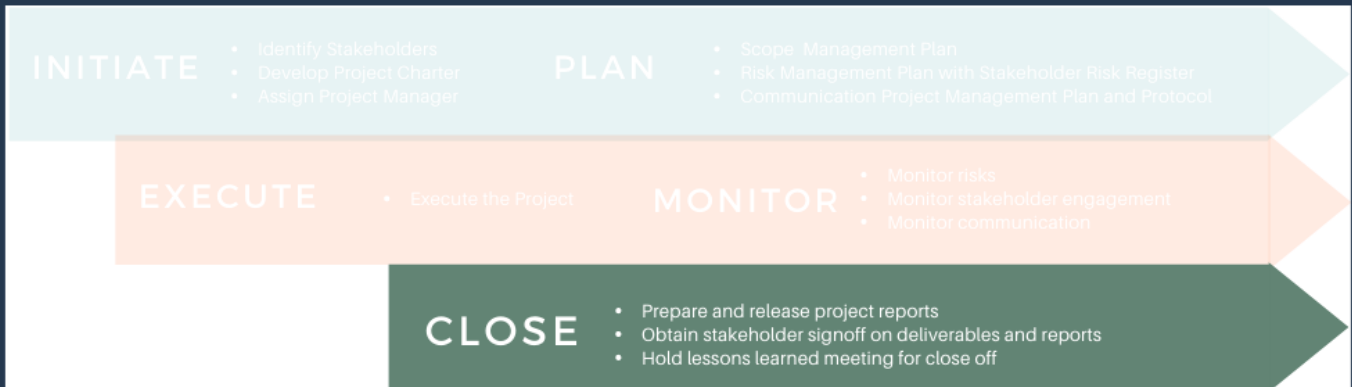 INITIATE
• Identify Stakeholders
• Develop Project Charter
• Assign Project Manager
PLAN
• Scope Management Plan
• Risk Management Plan with Stakeholder Risk Register
• Communication Project Management Plan and Protocol
EXECUTE
• Execute the Project
MONITOR
• Monitor risks
• Monitor stakeholder engagement
• Monitor communication
CLOSE
• Prepare and release project reports
• Obtain stakeholder signoff on deliverables and reports
• Hold lessons learned meeting for close off